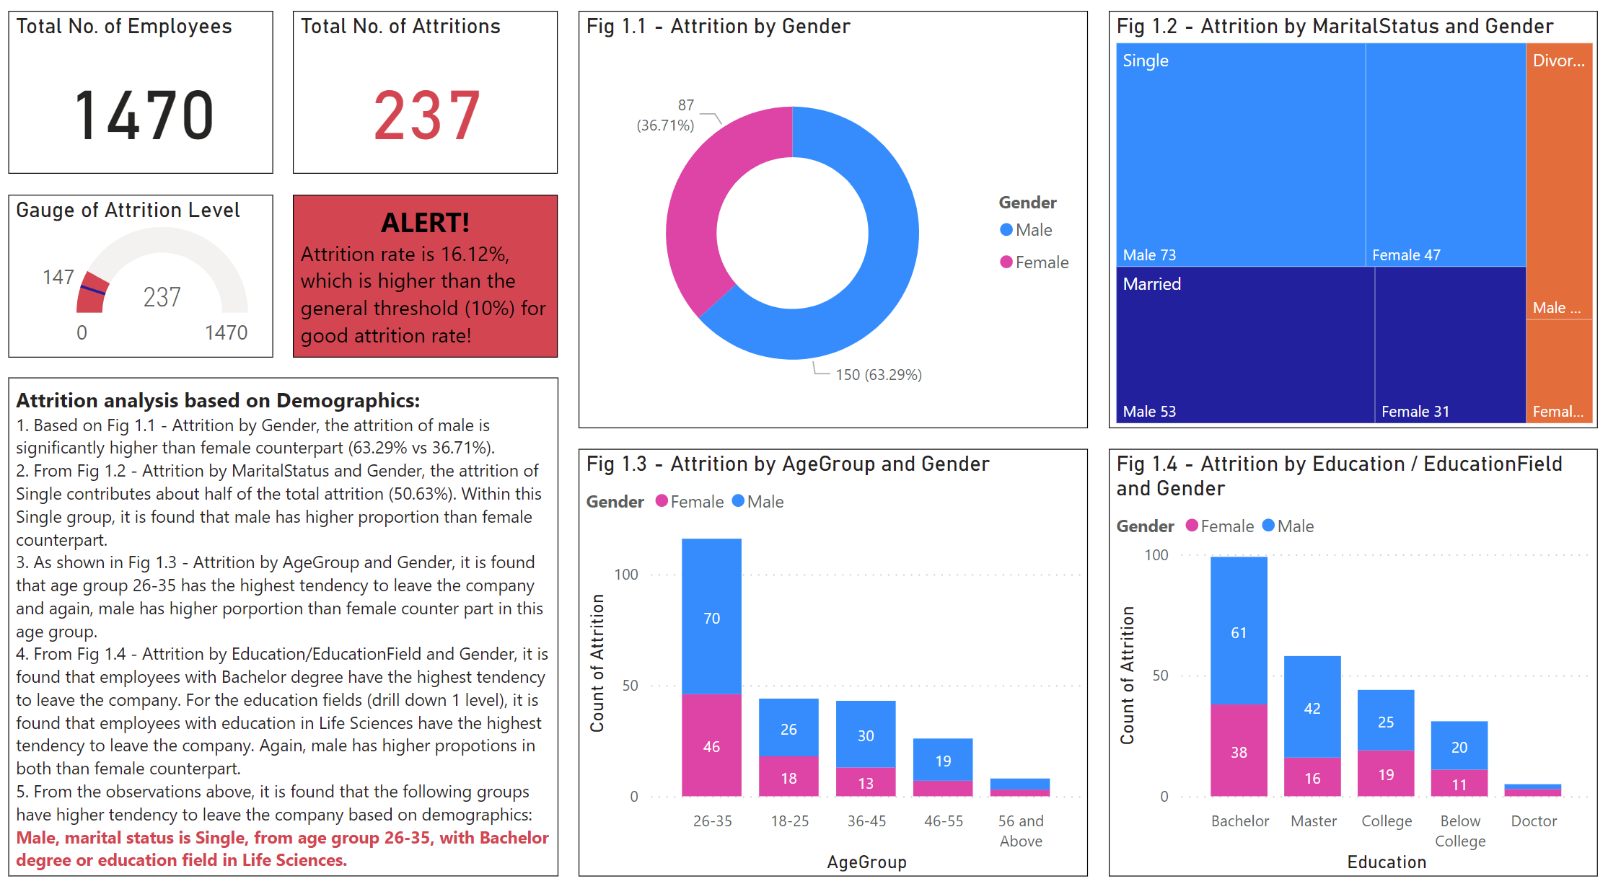 Total No. of Employees
1470
Total No. of Attritions
237
Gauge of Attrition Level
147
237
0
1470
ALERT!
Attrition rate is 16.12%,
which is higher than the
general threshold (10%) for
good attrition rate!
Attrition analysis based on Demographics:
1. Based on Fig 1.1 - Attrition by Gender, the attrition of male is
significantly higher than female counterpart (63.29% vs 36.71%).
2. From Fig 1.2 - Attrition by MaritalStatus and Gender, the attrition of
Single contributes about half of the total attrition (50.63%). Within this
Single group, it is found that male has higher proportion than female
counterpart.
3. As shown in Fig 1.3 - Attrition by AgeGroup and Gender, it is found
that age group 26-35 has the highest tendency to leave the company
and again, male has higher porportion than female counter part in this
age group.
4. From Fig 1.4 - Attrition by Education/EducationField and Gender, it is
found that employees with Bachelor degree have the highest tendency
to leave the company. For the education fields (drill down 1 level), it is
found that employees with education in Life Sciences have the highest
tendency to leave the company. Again, male has higher propotions in
both than female counterpart.
5. From the observations above, it is found that the following groups
have higher tendency to leave the company based on demographics:
Male, marital status is Single, from age group 26-35, with Bachelor
degree or education field in Life Sciences.
Fig 1.1 - Attrition by Gender
87
(36.71%)
150 (63.29%)
Gender
Male
Female
Fig 1.2 - Attrition by MaritalStatus and Gender
Single
Divor...
Male 73
Female 47
Married
Male ...
Male 53
Female 31
Femal...
Fig 1.3 - Attrition by AgeGroup and Gender
Gender Female Male
Count of Attrition
100
50
0
70
46
26
18
30
13
19
26-35
18-25
36-45
46-55
56 and
Above
AgeGroup
Fig 1.4 - Attrition by Education / EducationField
and Gender
Gender Female Male
Count of Attrition
100
50
0
61
38
42
16
25
19
20
11
Bachelor
Master
College
Below
College
Doctor
Education